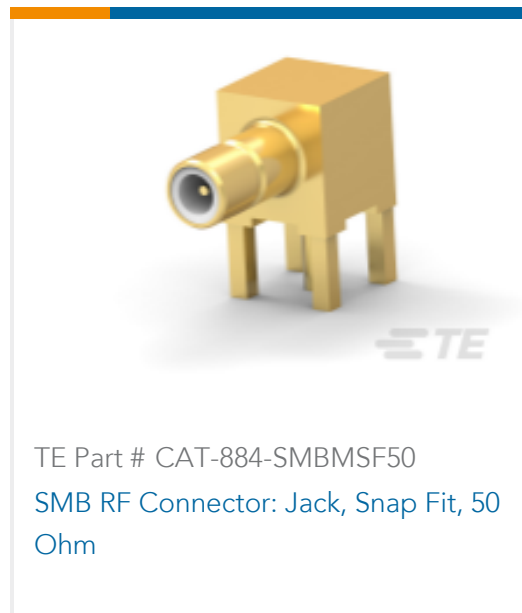 TE
TE Part # CAT-884-SMBMSF50
SMB RF Connector: Jack, Snap Fit, 50
Ohm